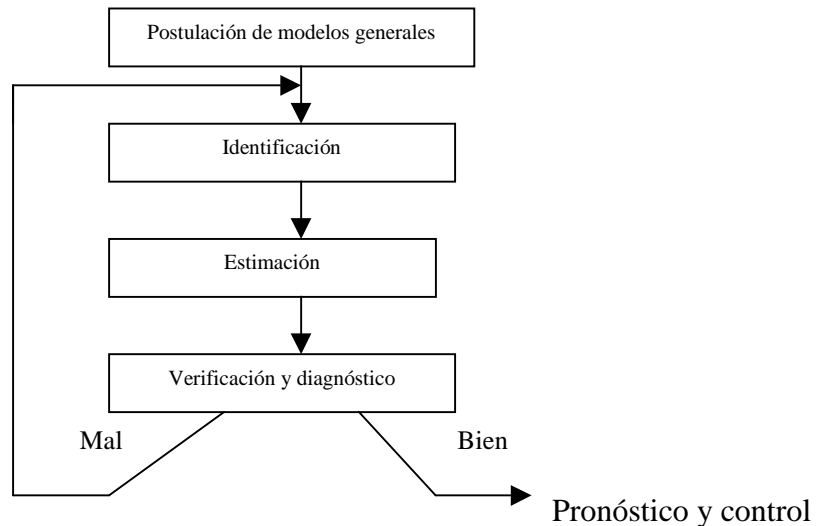 Postulación de modelos generales
Identificación
Estimación
Verificación y diagnóstico
Mal
Bien
Pronóstico y control